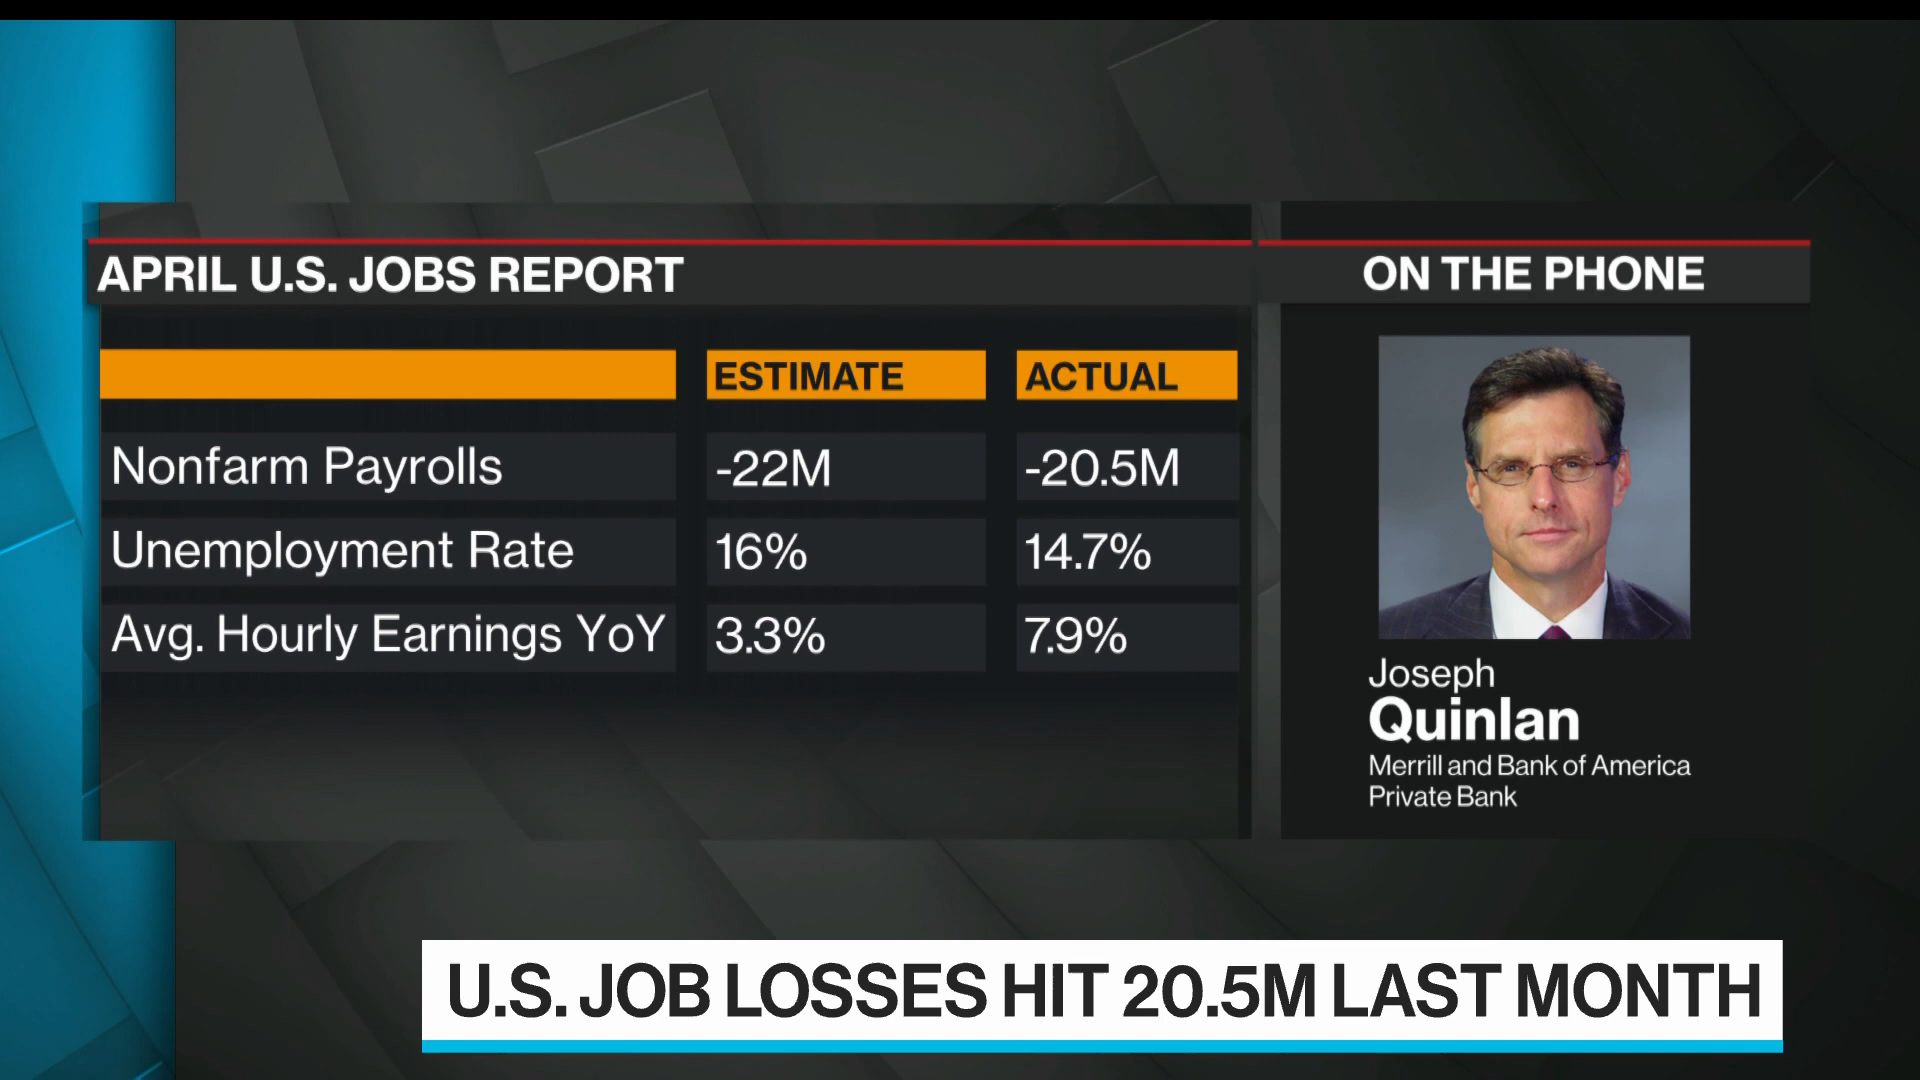 APRIL U.S. JOBS REPORT
ESTIMATE ACTUAL
Nonfarm Payrolls -22M -20.5M
Unemployment Rate 16% 14.7%
Avg. Hourly Earnings YoY 3.3% 7.9%
ON THE PHONE
Joseph
Quinlan
Merrill and Bank of America
Private Bank
U.S. JOB LOSSES HIT 20.5M LAST MONTH